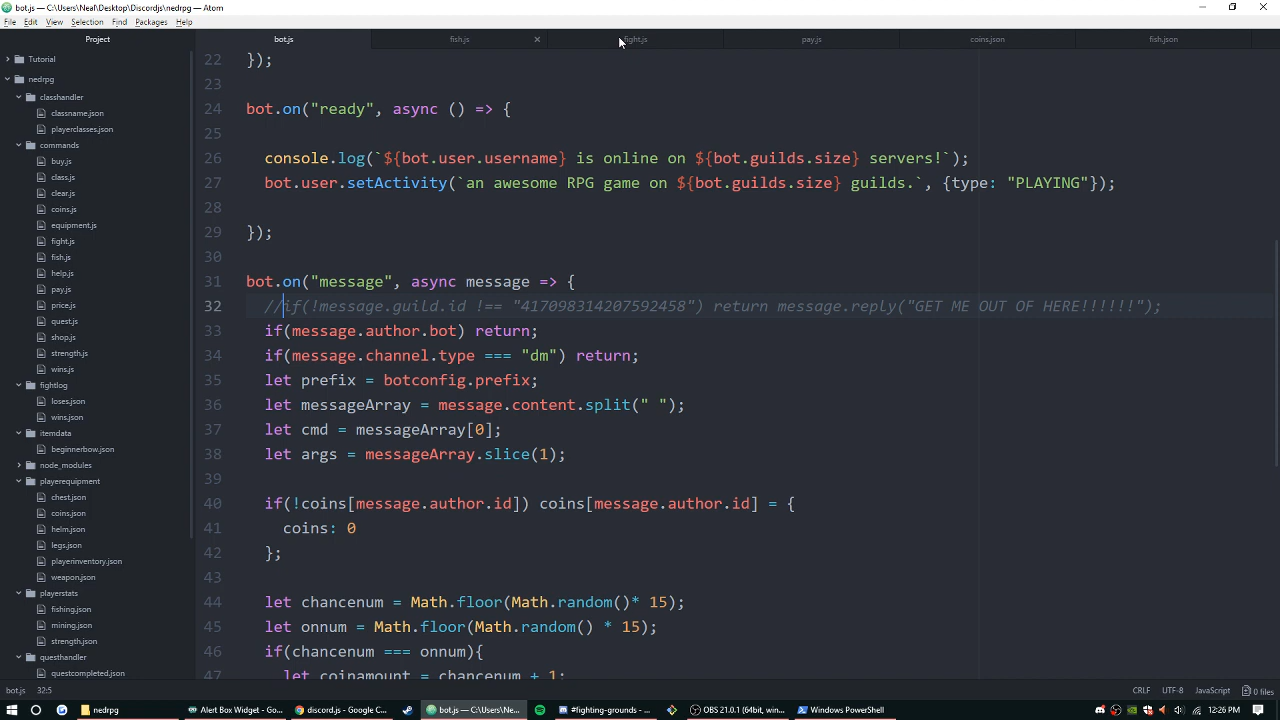 bot.js — C:\Users\Neal\Desktop\Discordjs\nedrpg — Atom
File Edit View Selection Find Packages Help
Project
bot.js
fish.js
fight.js
pay.js
coins.json
fish.json
Tutorial
nedrpg
classhandler
classname.json
playerclasses.json
commands
buy.js
class.js
clear.js
coins.js
equipment.js
fight.js
fish.js
help.js
pay.js
price.js
quest.js
shop.js
strength.js
wins.js
fightlog
loses.json
wins.json
itemdata
beginnerbow.json
node_modules
playerequipment
chest.json
coins.json
helm.json
legs.json
playerinventory.json
weapon.json
playerstats
fishing.json
mining.json
strength.json
questhandler
questcompleted.json
22 });
23
24 bot.on("ready", async () => {
25
26 console.log(`${bot.user.username} is online on ${bot.guilds.size} servers!`);
27 bot.user.setActivity(`an awesome RPG game on ${bot.guilds.size} guilds.`, {type: "PLAYING"});
28
29 });
30
31 bot.on("message", async message => {
32 //if(!message.guild.id !== "417098314207592458") return message.reply("GET ME OUT OF HERE!!!!!!");
33 if(message.author.bot) return;
34 if(message.channel.type === "dm") return;
35 let prefix = botconfig.prefix;
36 let messageArray = message.content.split(" ");
37 let cmd = messageArray[0];
38 let args = messageArray.slice(1);
39
40 if(!coins[message.author.id]) coins[message.author.id] = {
41 coins: 0
42 };
43
44 let chancenum = Math.floor(Math.random()* 15);
45 let onnum = Math.floor(Math.random() * 15);
46 if(chancenum === onnum){
47 let coinamount = chancenum + 1;
bot.js 32:5
CRLF UTF-8 JavaScript 0 files
nedrpg
Alert Box Widget - Go...
discord.js - Google C...
bot.js — C:\Users\Ne...
#fighting-grounds - ...
OBS 21.0.1 (64bit, win...
Windows PowerShell
12:26 PM